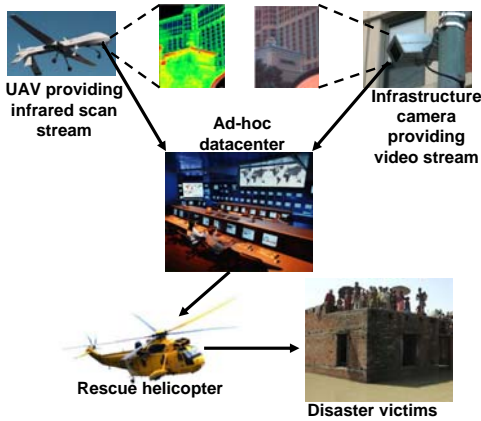 UAV providing
infrared scan
stream
Infrastructure
camera
providing
video stream
Ad-hoc
datacenter
Rescue helicopter
Disaster victims